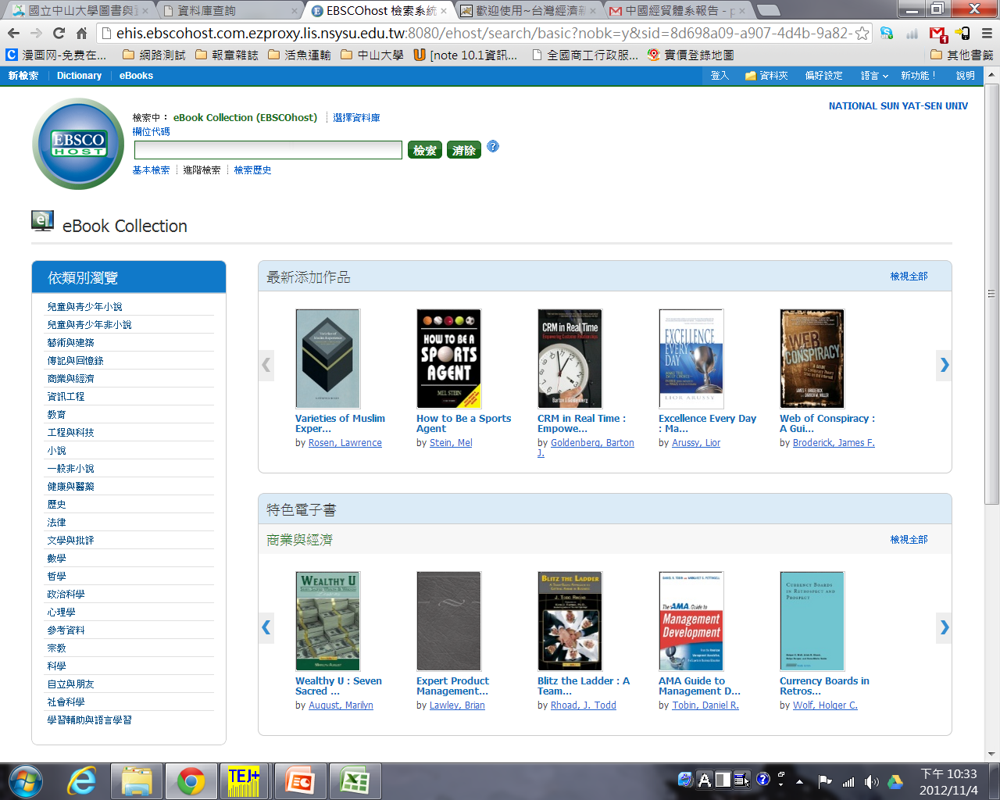 國立中山大學圖書與
資料庫查詢
EBSCOhost 檢索系統
歡迎使用~台灣經濟新
中國經貿體系報告 - p
ehis.ebscohost.com.ezproxy.lis.nsysu.edu.tw:8080/ehost/search/basic?nobk=y&sid=8d698a09-a907-4d4b-9a82-
漫画网-免费在...
網路測試
報章雜誌
活魚運輸
中山大學
[note 10.1資訊...
全國商工行政服...
實價登錄地圖
其他書籤
新檢索 Dictionary eBooks
登入 資料夾 偏好設定 語言 新功能! 說明
NATIONAL SUN YAT-SEN UNIV
EBSCO
HOST
檢索中: eBook Collection (EBSCOhost) 選擇資料庫
欄位代碼
檢索 清除
基本檢索 進階檢索 檢索歷史
eBook Collection
依類別瀏覽
兒童與青少年小說
兒童與青少年非小說
藝術與建築
傳記與回憶錄
商業與經濟
資訊工程
教育
工程與科技
小說
一般非小說
健康與醫藥
歷史
法律
文學與批評
數學
哲學
政治科學
心理學
參考資料
宗教
科學
自立與朋友
社會科學
學習輔助與語言學習
最新添加作品
檢視全部
HOW TO BE A
SPORTS
AGENT
MEL STEIN
CRM in Real Time
Empowering Customer Relationships
Barton J. Goldenberg
EXCELLENCE
EVERY
DAY
LIOR ARUSSY
WEB
OF
CONSPIRACY
JAMES F. BRODERICK
DARREN W. MILLER
Varieties of Muslim
Exper...
by Rosen, Lawrence
How to Be a Sports
Agent
by Stein, Mel
CRM in Real Time :
Empowe...
by Goldenberg, Barton
J.
Excellence Every Day
: Ma...
by Arussy, Lior
Web of Conspiracy :
A Gui...
by Broderick, James F.
特色電子書
商業與經濟
檢視全部
WEALTHY U
MARILYN AUGUST
BLITZ THE LADDER
J. TODD RHOAD
The AMA Guide to
Management
Development
CURRENCY BOARDS IN
RETROSPECT AND
PROSPECT
Wealthy U : Seven
Sacred ...
by August, Marilyn
Expert Product
Management...
by Lawley, Brian
Blitz the Ladder : A
Team...
by Rhoad, J. Todd
AMA Guide to
Management D...
by Tobin, Daniel R.
Currency Boards in
Retros...
by Wolf, Holger C.
TEJ+
下午 10:33
2012/11/4